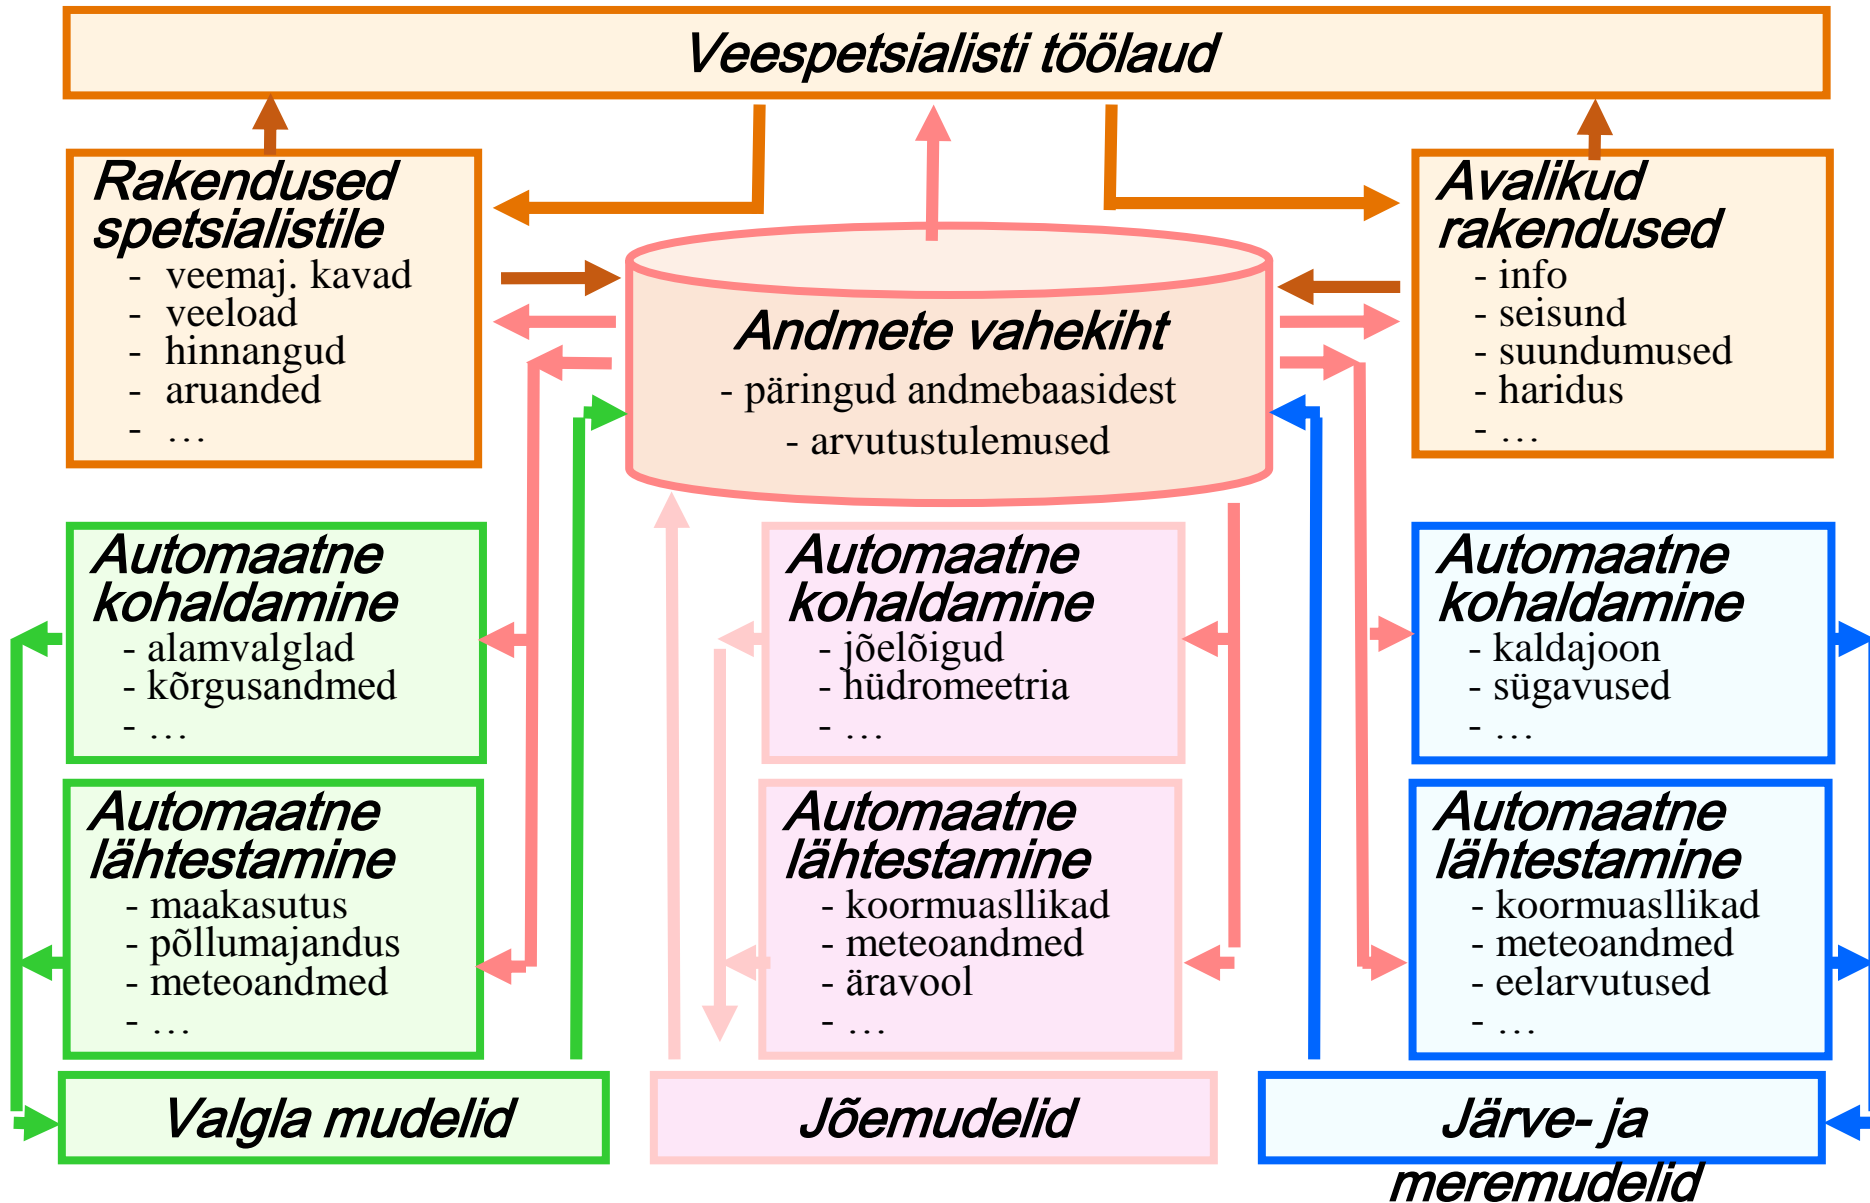 Veespetsialisti töölaud
Rakendused
spetsialistile
- veemaj. kavad
- veeload
- hinnangud
- aruanded
- …
Andmete vahekiht
- päringud andmebaasidest
- arvutustulemused
Avalikud
rakendused
- info
- seisund
- suundumused
- haridus
- …
Automaatne
kohaldamine
- alamvalglad
- kõrgusandmed
- …
Automaatne
kohaldamine
- jõelõigud
- hüdromeetria
- …
Automaatne
kohaldamine
- kaldajoon
- sügavused
- …
Automaatne
lähtestamine
- maakasutus
- põllumajandus
- meteoandmed
- …
Automaatne
lähtestamine
- koormuasllikad
- meteoandmed
- äravool
- …
Automaatne
lähtestamine
- koormuasllikad
- meteoandmed
- eelarvutused
- …
Valgla mudelid
Jõemudelid
Järve- ja
meremudelid